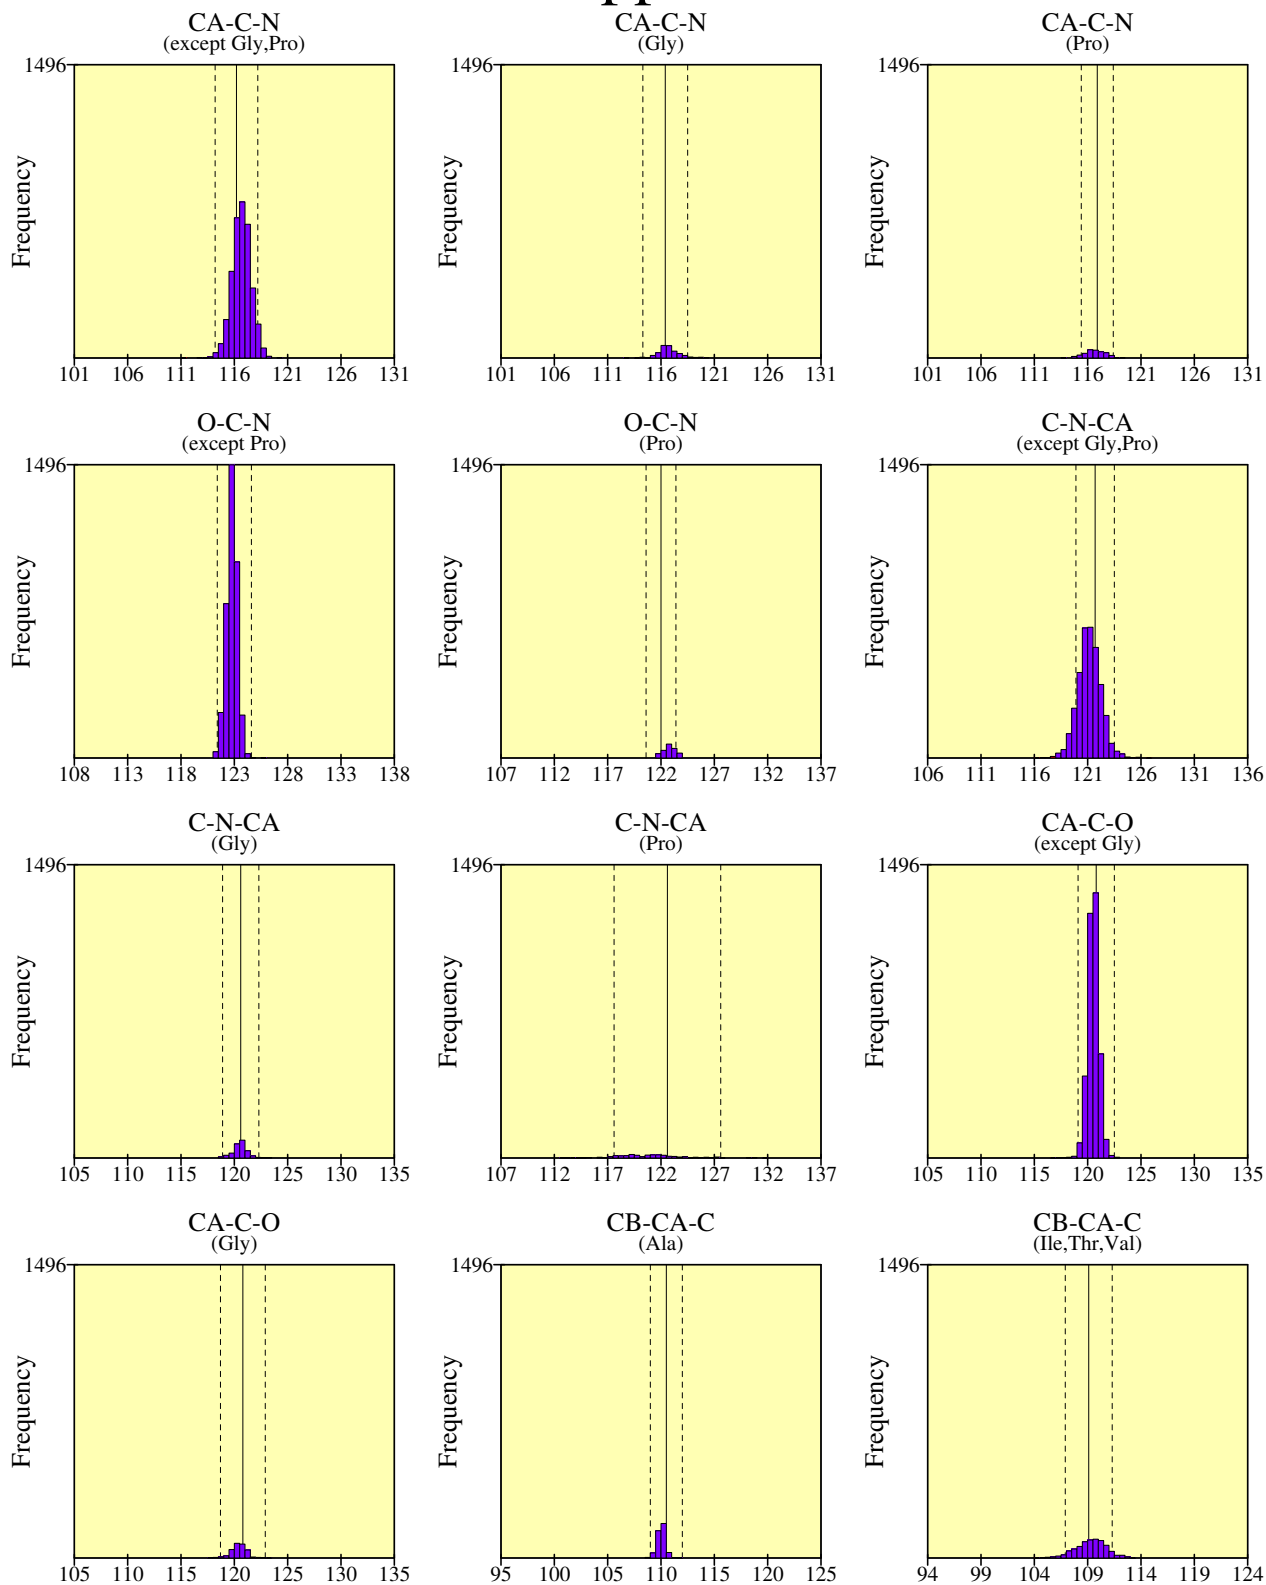 CA-C-N CA-C-N CA-C-N
(except Gly,Pro) (Gly) (Pro)
1496 1496 1496
Frequency Frequency Frequency
101 106 111 116 121 126 131 101 106 111 116 121 126 131 101 106 111 116 121 126 131
O-C-N O-C-N C-N-CA
(except Pro) (Pro) (except Gly,Pro)
1496 1496 1496
Frequency Frequency Frequency
108 113 118 123 128 133 138 107 112 117 122 127 132 137 106 111 116 121 126 131 136
C-N-CA C-N-CA CA-C-O
(Gly) (Pro) (except Gly)
1496 1496 1496
Frequency Frequency Frequency
105 110 115 120 125 130 135 107 112 117 122 127 132 137 105 110 115 120 125 130 135
CA-C-O CB-CA-C CB-CA-C
(Gly) (Ala) (Ile,Thr,Val)
1496 1496 1496
Frequency Frequency Frequency
105 110 115 120 125 130 135 95 100 105 110 115 120 125 94 99 104 109 114 119 124